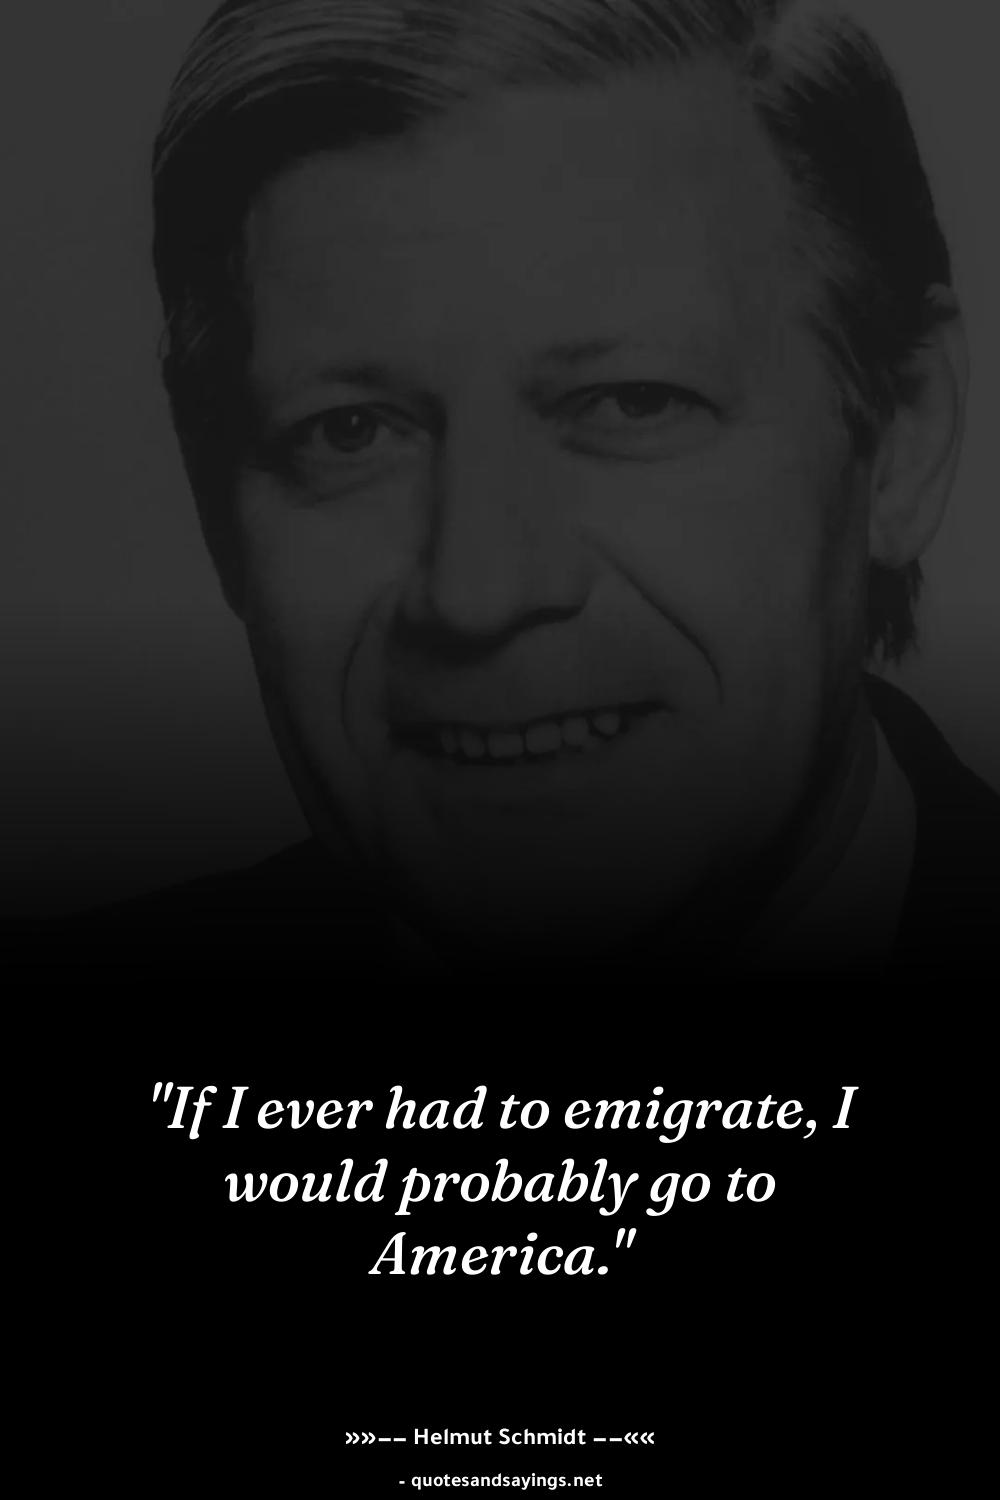 "If I ever had to emigrate, I
would probably go to
America."
»»–– Helmut Schmidt ––««
- quotesandsayings.net